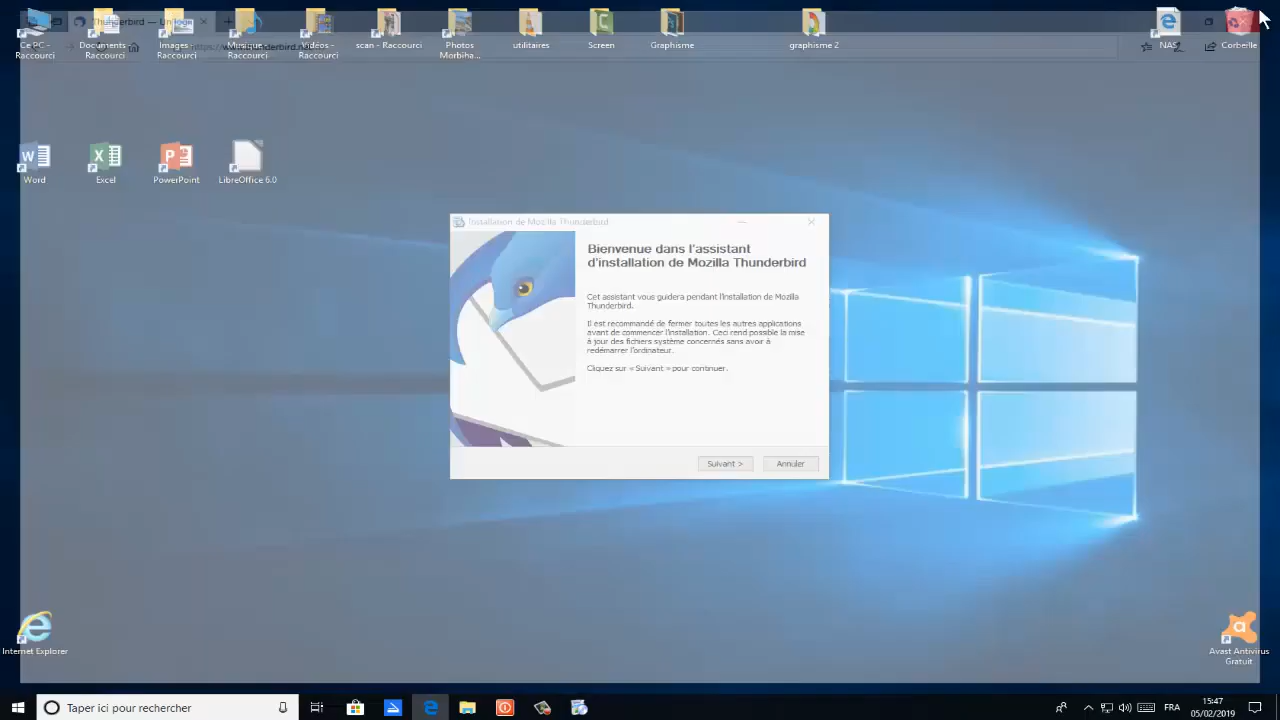 Thunderbird — Un logi
Ce PC - Raccourci
Documents Raccourci
Images - Raccourci
Musique - Raccourci
Vidéos - Raccourci
scan - Raccourci
Photos Morbiha...
utilitaires
Screen
Graphisme
graphisme 2
NAS
Corbeille
Word
Excel
PowerPoint
LibreOffice 6.0
Installation de Mozilla Thunderbird
Bienvenue dans l'assistant
d'installation de Mozilla Thunderbird
Cet assistant vous guidera pendant l'installation de Mozilla
Thunderbird.
Il est recommandé de fermer toutes les autres applications
avant de commencer l'installation. Ceci rend possible la mise
à jour des fichiers système concernés sans avoir à
redémarrer l'ordinateur.
Cliquez sur « Suivant » pour continuer.
Suivant >
Annuler
Internet Explorer
Avast Antivirus
Gratuit
Taper ici pour rechercher
FRA
15:47
05/02/2019